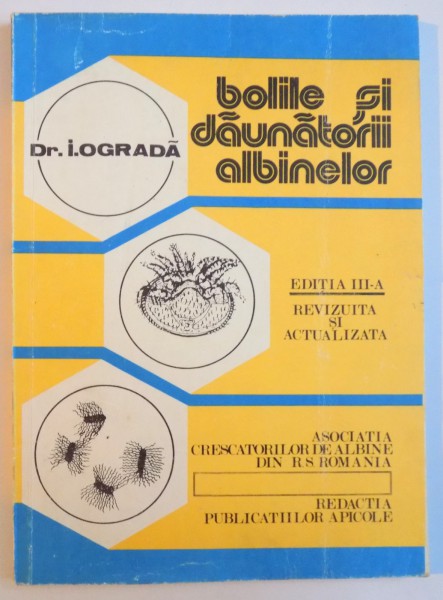 bolile și
dăunătorii
albinelor
Dr. I.OGRADĂ
EDITIA III-A
REVIZUITA
ȘI
ACTUALIZATA
ASOCIATIA
CRESCATORILOR DE ALBINE
DIN R S ROMANIA
REDACTIA
PUBLICATIILOR APICOLE